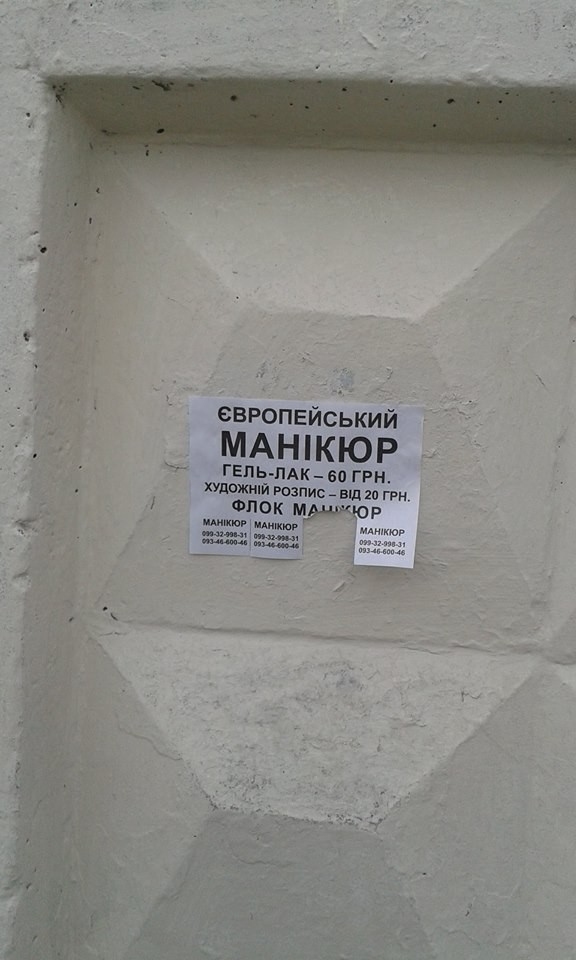 ЄВРОПЕЙСЬКИЙ
МАНІКЮР
ГЕЛЬ-ЛАК – 60 ГРН.
ХУДОЖНІЙ РОЗПИС – ВІД 20 ГРН.
ФЛОК МАНІКЮР
МАНІКЮР
099-32-998-31
093-46-600-46
МАНІКЮР
099-32-998-31
093-46-600-46
МАНІКЮР
099-32-998-31
093-46-600-46